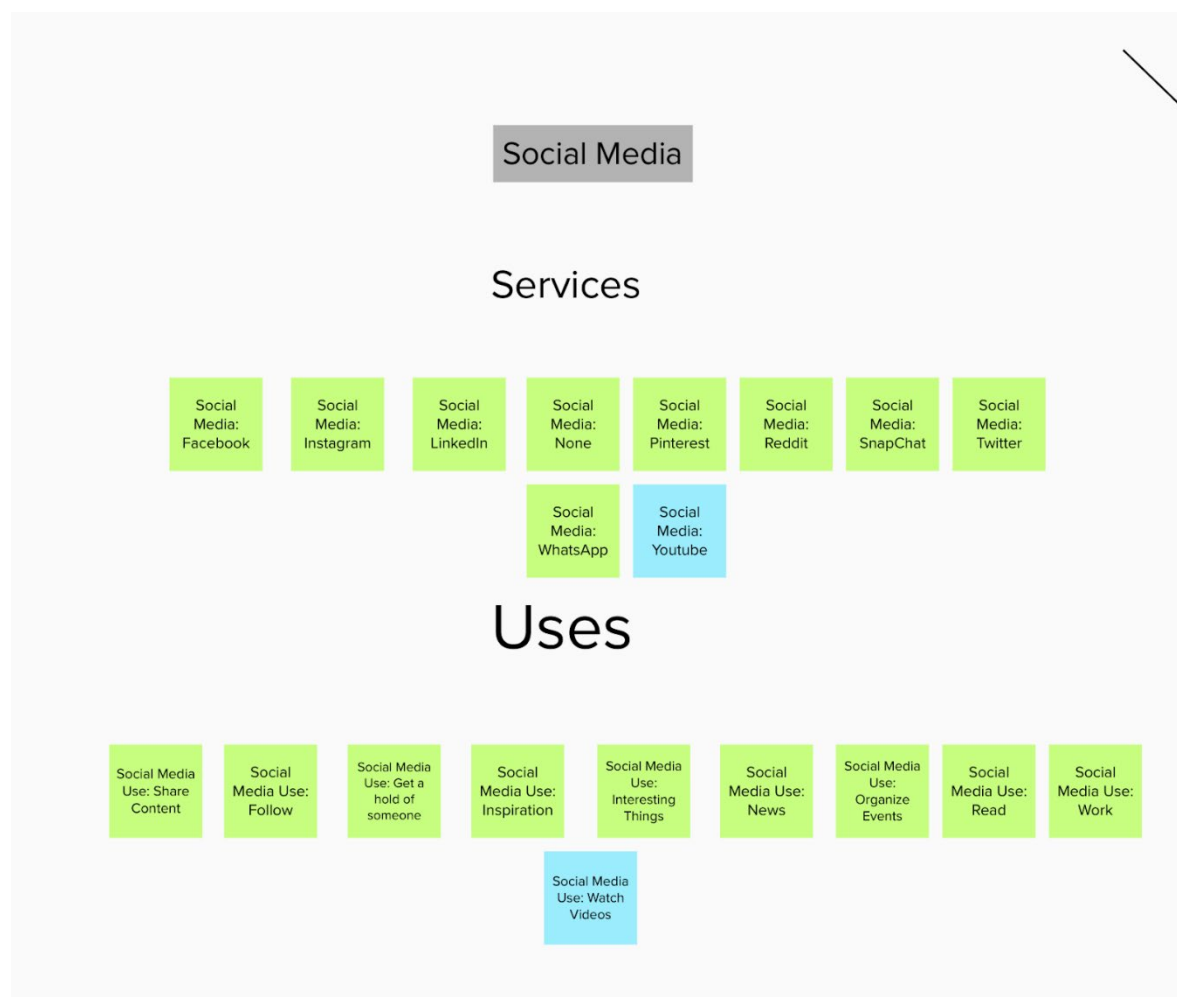 Social Media
Services
Social
Media:
Facebook
Social
Media:
Instagram
Social
Media:
LinkedIn
Social
Media:
None
Social
Media:
Pinterest
Social
Media:
Reddit
Social
Media:
SnapChat
Social
Media:
Twitter
Social
Media:
WhatsApp
Social
Media:
Youtube
Uses
Social Media
Use: Share
Content
Social
Media Use:
Follow
Social Media
Use: Get a
hold of
someone
Social
Media Use:
Inspiration
Social Media
Use:
Interesting
Things
Social
Media Use:
News
Social Media
Use:
Organize
Events
Social
Media Use:
Read
Social
Media Use:
Work
Social Media
Use: Watch
Videos